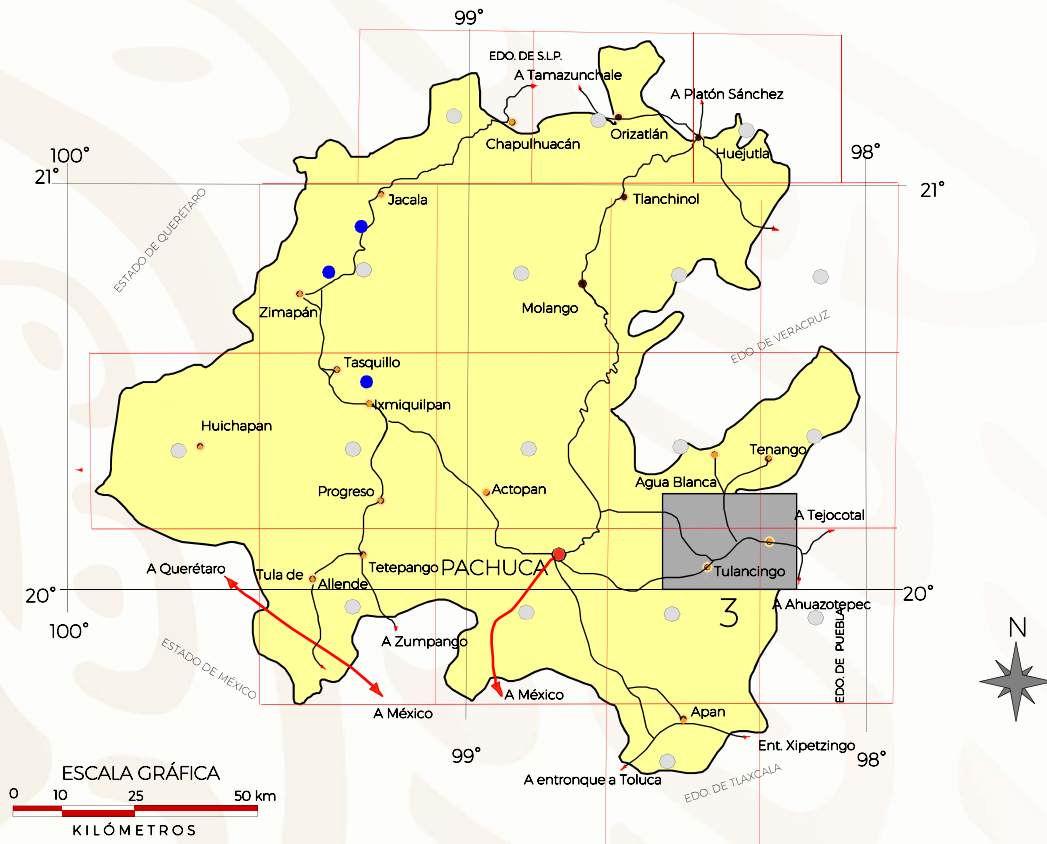 99°
EDO. DE S.L.P.
A Tamazunchale
A Platón Sánchez
Orizatlán
Chapulhuacán
Huejutla
98°
100°
21°
21°
Jacala
Tlanchinol
ESTADO DE QUERÉTARO
Zimapán
Molango
EDO. DE VERACRUZ
Tasquillo
Ixmiquilpan
Huichapan
Tenango
Agua Blanca
Progreso
Actopan
A Tejocotal
A Querétaro
Tula de
Allende
Tetepango
PACHUCA
Tulancingo
20°
20°
A Ahuazotepec
3
100°
A Zumpango
EDO. DE PUEBLA
N
ESTADO DE MÉXICO
A México
A México
Apan
Ent. Xipetzingo
99°
98°
A entronque a Toluca
EDO. DE TLAXCALA
ESCALA GRÁFICA
0 10 25 50 km
KILÓMETROS